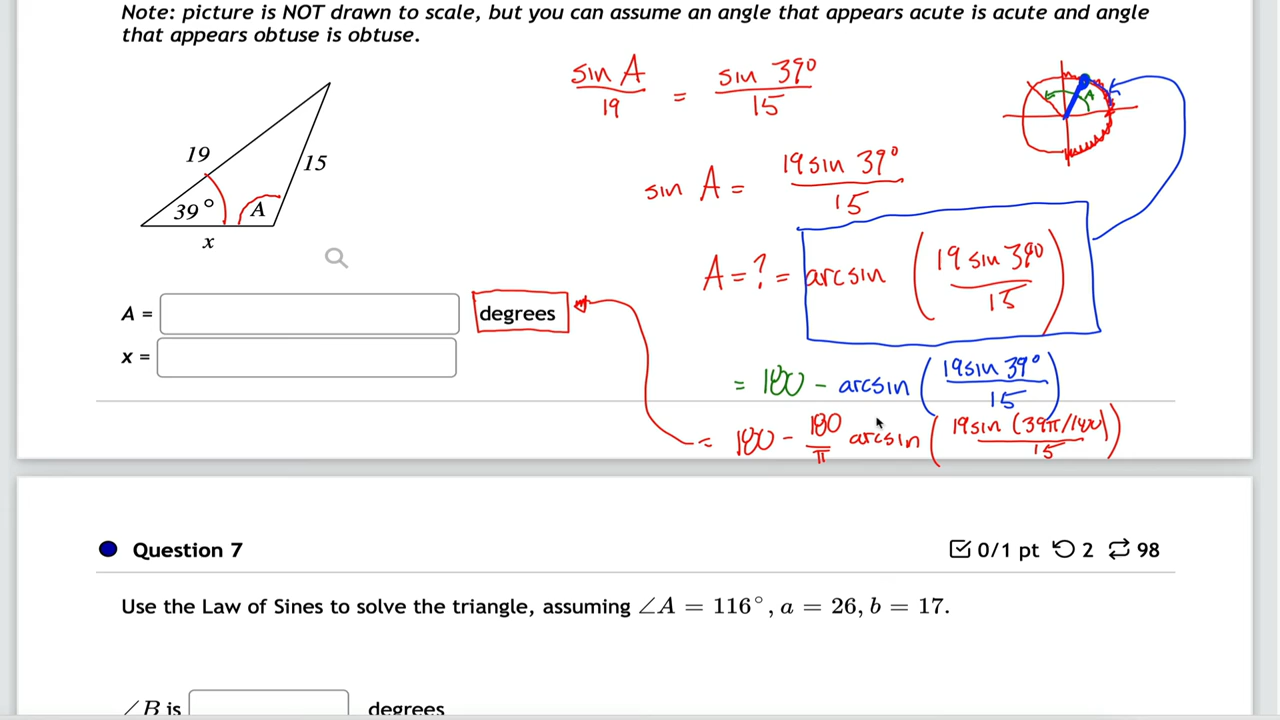 Note: picture is NOT drawn to scale, but you can assume an angle that appears acute is acute and angle
that appears obtuse is obtuse.
sin A / 19 = sin 39° / 15
19
15
39°
A
x
A
sin A = 19 sin 39° / 15
A = ? = arcsin ( 19 sin 39° / 15 )
A =
degrees
x =
= 180 - arcsin ( 19 sin 39° / 15 )
= 180 - 180/π arcsin ( 19 sin (39π/180) / 15 )
Question 7
0/1 pt 2 98
Use the Law of Sines to solve the triangle, assuming ∠A = 116°, a = 26, b = 17.
∠B is
degrees